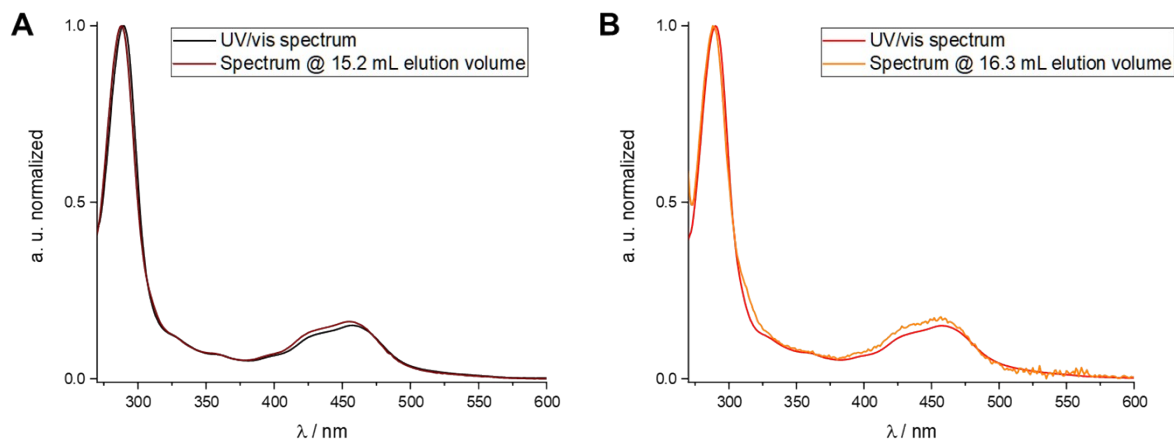 A
UV/vis spectrum
Spectrum @ 15.2 mL elution volume
a. u. normalized
1.0
0.5
0.0
300 350 400 450 500 550 600
λ / nm
B
UV/vis spectrum
Spectrum @ 16.3 mL elution volume
a. u. normalized
1.0
0.5
0.0
300 350 400 450 500 550 600
λ / nm